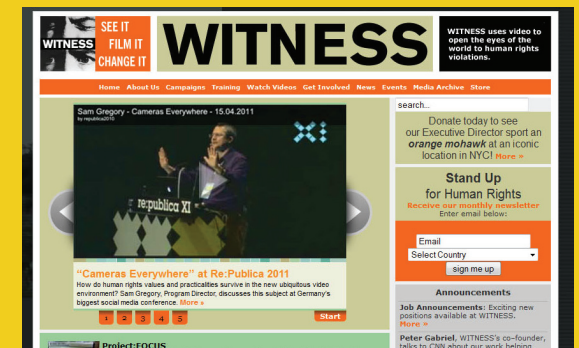 SEE IT
FILM IT
CHANGE IT
WITNESS
WITNESS
WITNESS uses video to
open the eyes of the
world to human rights
violations.
Home About Us Campaigns Training Watch Videos Get Involved News Events Media Archive Store
Sam Gregory - Cameras Everywhere - 15.04.2011
by republica2010
re:publica XI
"Cameras Everywhere" at Re:Publica 2011
How do human rights values and practicalities survive in the new ubiquitous video
environment? Sam Gregory, Program Director, discusses this subject at Germany's
biggest social media conference. More »
1 2 3 4 5
Start
Project:FOCUS
search...
Donate today to see
our Executive Director sport an
orange mohawk at an iconic
location in NYC! More »
Stand Up
for Human Rights
Receive our monthly newsletter
Enter email below:
Email
Select Country
sign me up
Announcements
Job Announcements: Exciting new
positions available at WITNESS.
More »
Peter Gabriel, WITNESS's co-founder,
talks to CNN about our work helping